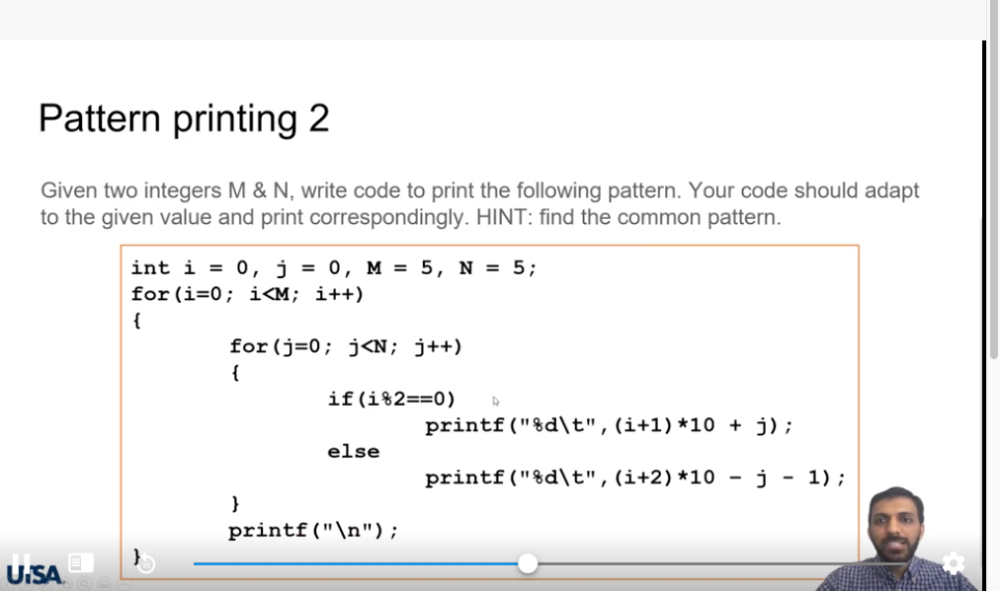 Pattern printing 2
Given two integers M & N, write code to print the following pattern. Your code should adapt
to the given value and print correspondingly. HINT: find the common pattern.
int i = 0, j = 0, M = 5, N = 5;
for(i=0; i<M; i++)
{
for(j=0; j<N; j++)
{
if(i%2==0)
printf("%d\t",(i+1)*10 + j);
else
printf("%d\t",(i+2)*10 - j - 1);
}
printf("\n");
}
10